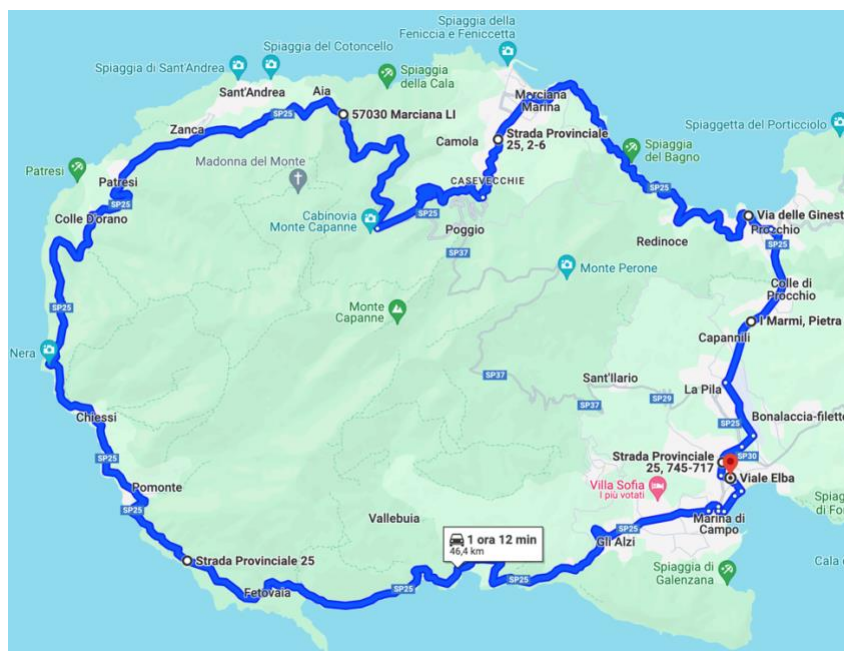 Spiaggia della
Feniccia e Feniccetta
Spiaggia del Cotoncello
Spiaggia di Sant'Andrea
Spiaggia
della Cala
Sant'Andrea
Aia
Marciana
Marina
SP25
57030 Marciana LI
Spiaggetta del Porticciolo
Zanca
Strada Provinciale
25, 2-6
Camola
Spiaggia
del Bagno
Madonna del Monte
Patresi
Patresi
CASEVECCHIE
SP25
SP25
SP25
Colle D'orano
Cabinovia
Monte Capanne
SP25
Via delle Ginest
Procchio
Poggio
Redinoce
SP25
SP37
Monte Perone
Colle di
Procchio
SP25
Monte
Capanne
I Marmi, Pietra
Capannili
Nera
SP37
Sant'Ilario
La Pila
SP37
SP29
Chiessi
SP25
Bonalaccia-filetto
Strada Provinciale
25, 745-717
SP30
SP25
Viale Elba
Villa Sofia
I più votati
Pomonte
Spiaggia
di Fo
SP25
Vallebuia
Marina di
Campo
SP25
1 ora 12 min
46,4 km
Gli Alzi
Strada Provinciale 25
Spiaggia di
Galenzana
Cala d
SP25
SP25
Fetovaia